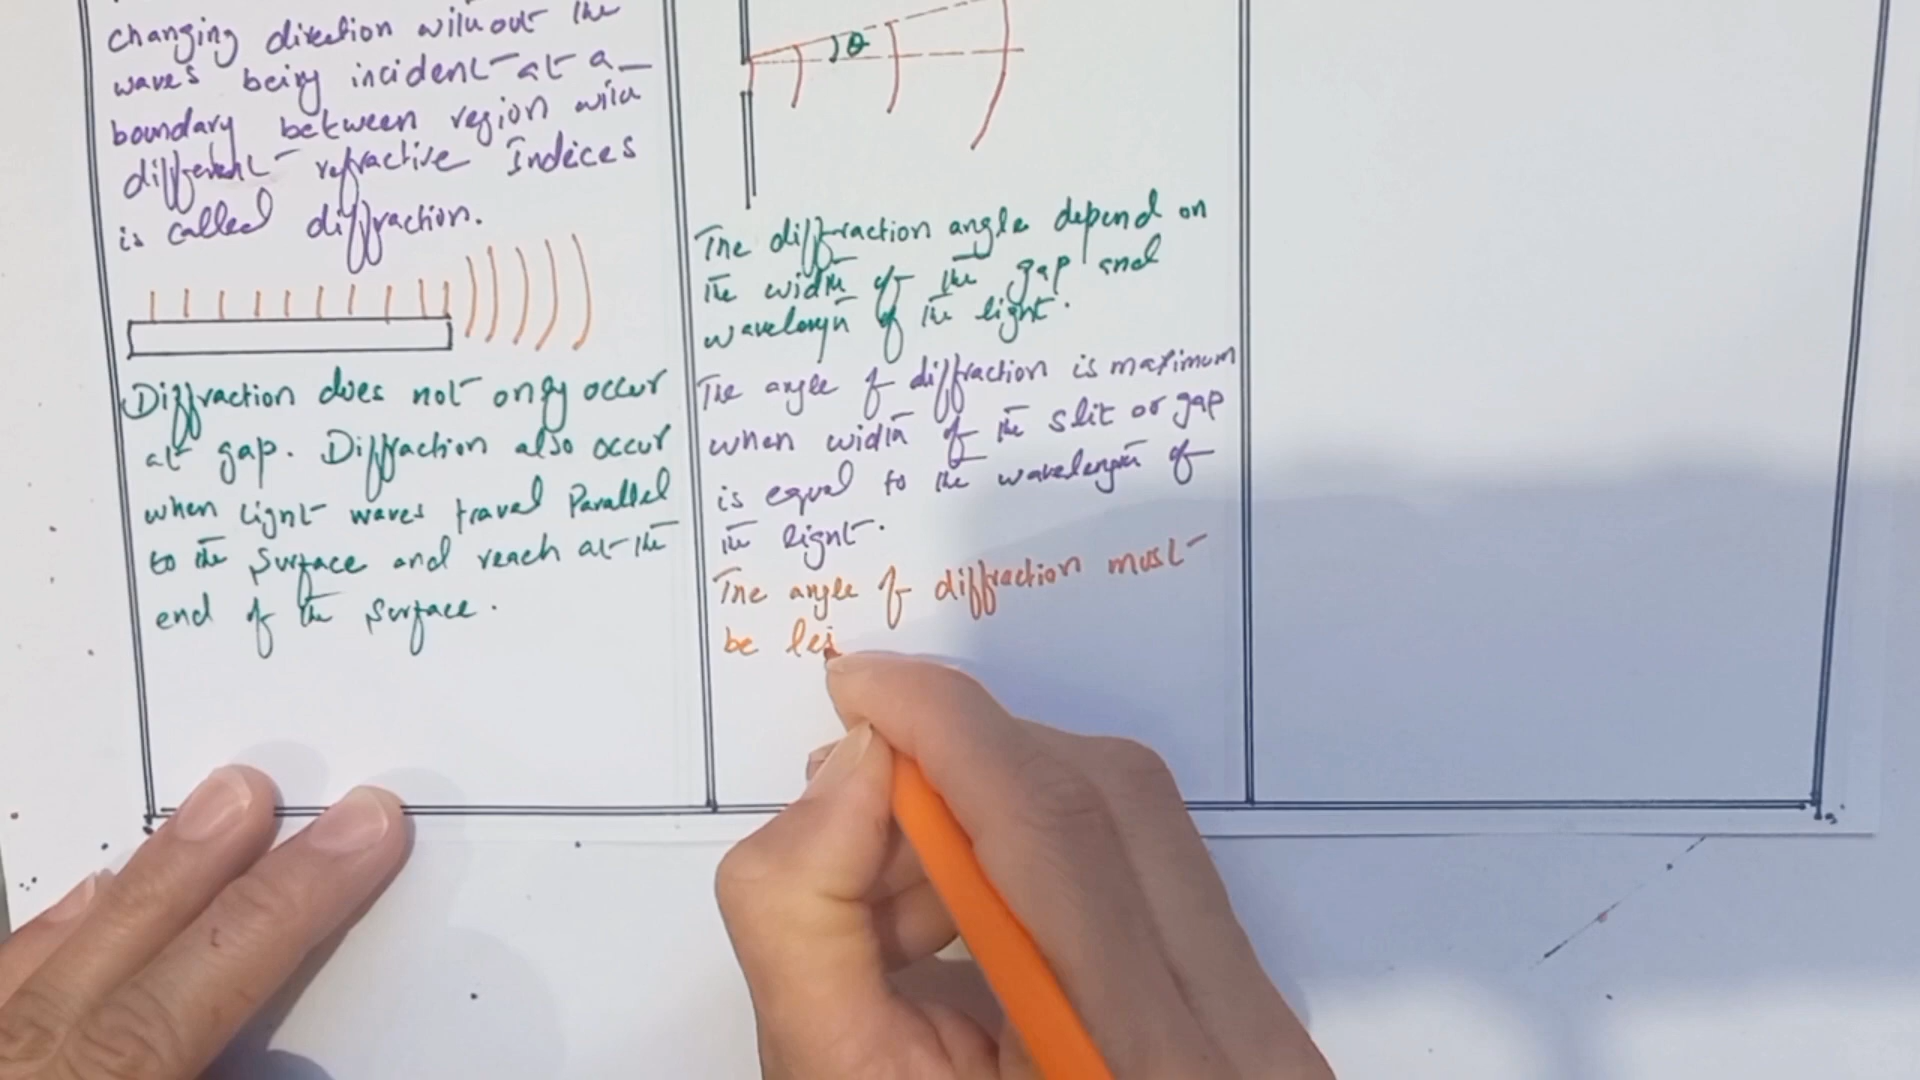 changing direction without the
waves being incident at a
boundary between region with
different refractive Indices
is called diffraction.
Diffraction does not only occur
at gap. Diffraction also occur
when light waves travel Parallel
to the surface and reach at the
end of the surface.
θ
The diffraction angle depend on
the width of the gap and
wavelength of the light.
The angle of diffraction is maximum
when width of the slit or gap
is equal to the wavelength of
the light.
The angle of diffraction must
be les